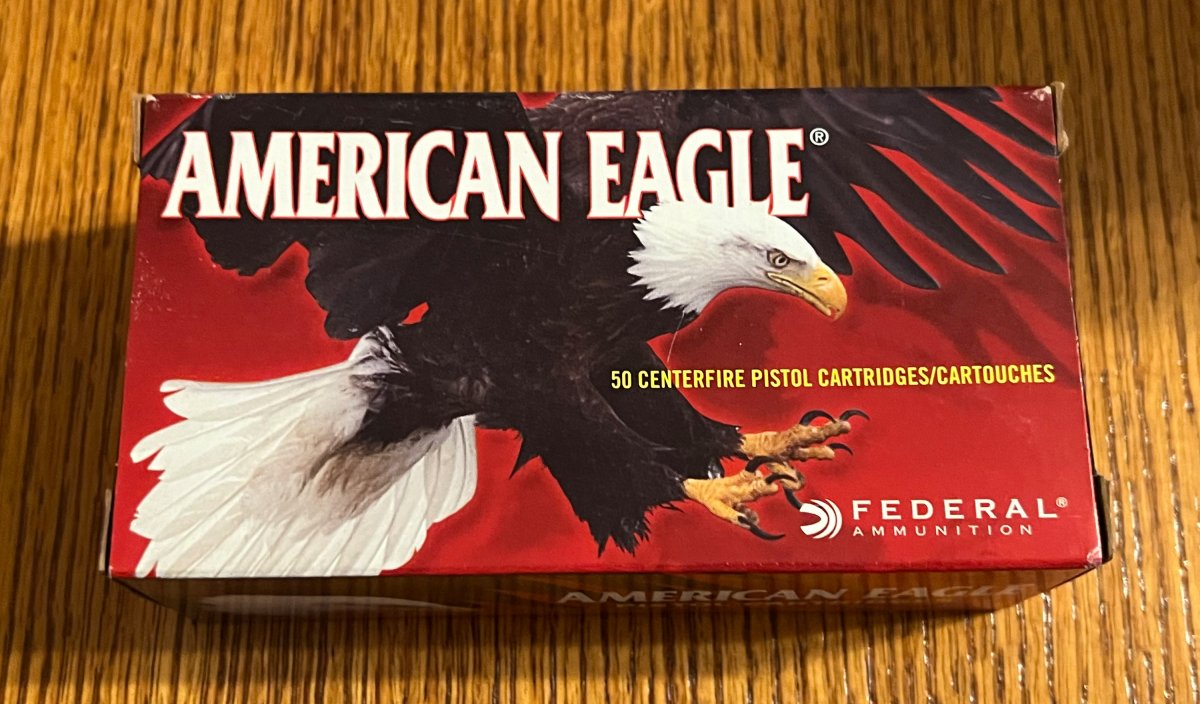 AMERICAN EAGLE®
50 CENTERFIRE PISTOL CARTRIDGES/CARTOUCHES
FEDERAL®
AMMUNITION
AMERICAN EAGLE